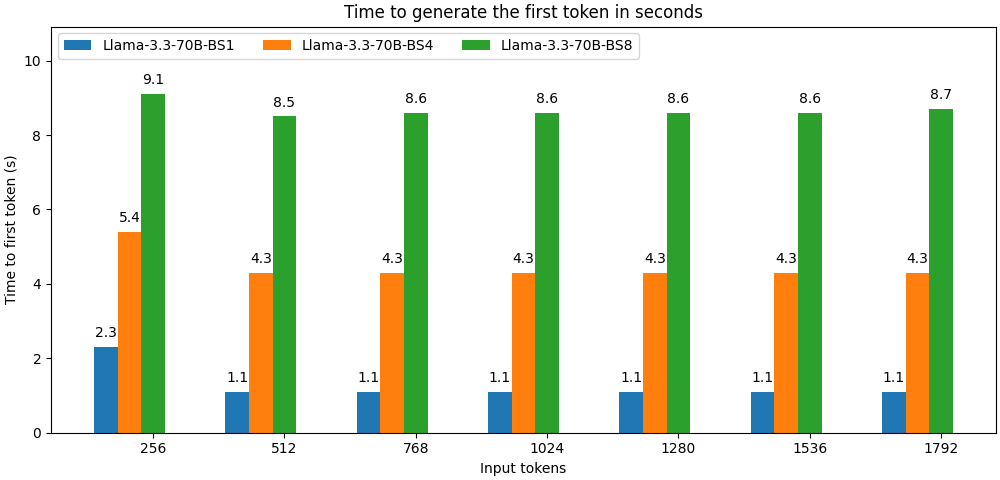 Time to generate the first token in seconds
Llama-3.3-70B-BS1 Llama-3.3-70B-BS4 Llama-3.3-70B-BS8
Time to first token (s)
10
8
6
4
2
0
2.3 5.4 9.1
1.1 4.3 8.5
1.1 4.3 8.6
1.1 4.3 8.6
1.1 4.3 8.6
1.1 4.3 8.6
1.1 4.3 8.7
256 512 768 1024 1280 1536 1792
Input tokens